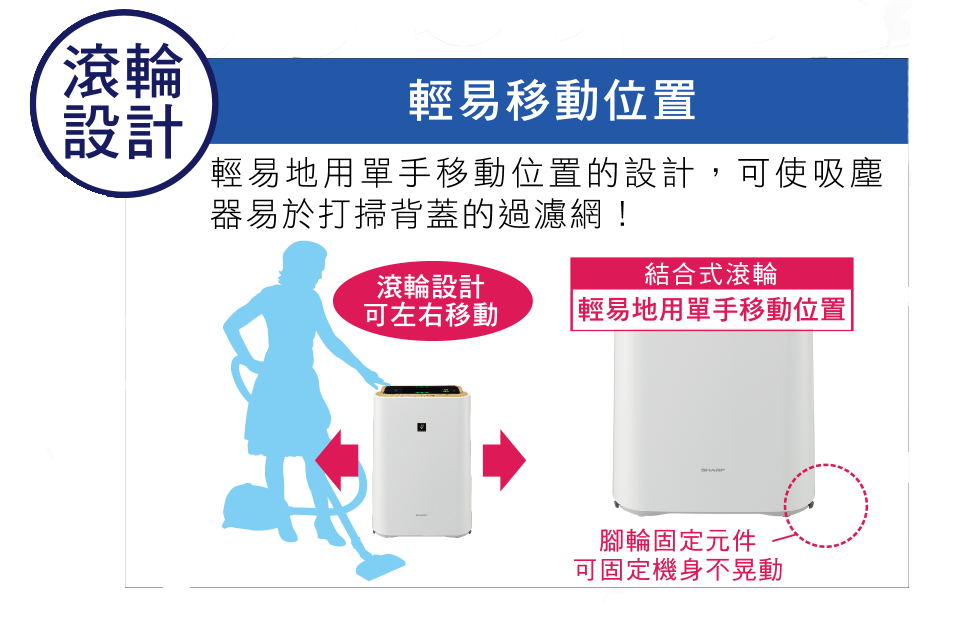 滾輪
設計
輕易移動位置
輕易地用單手移動位置的設計，可使吸塵
器易於打掃背蓋的過濾網！
滾輪設計
可左右移動
結合式滾輪
輕易地用單手移動位置
SHARP
SHARP
腳輪固定元件
可固定機身不晃動